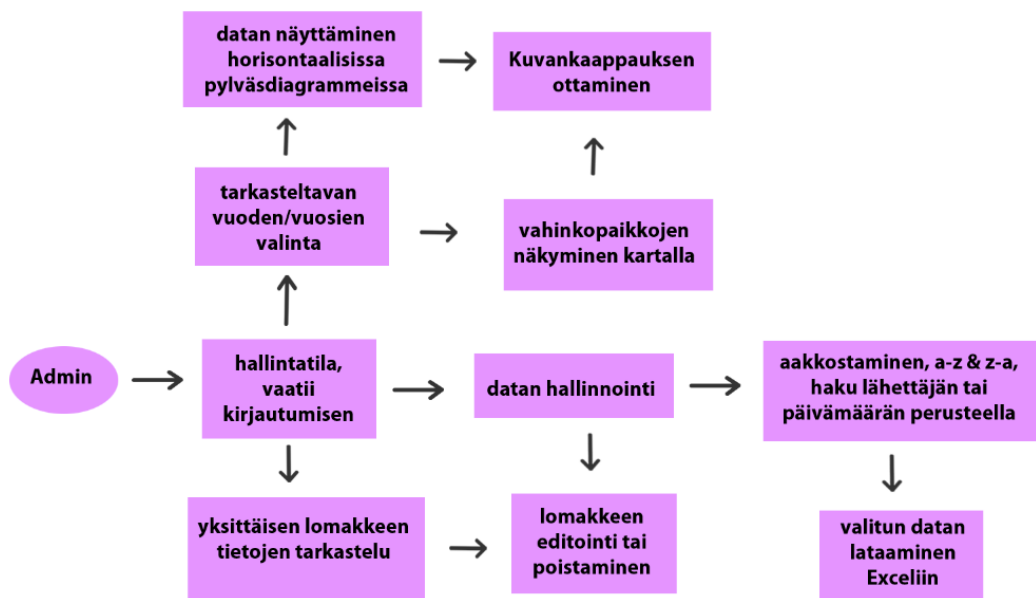 datan näyttäminen
horisontaalisissa
pylväsdiagrammeissa
Kuvankaappauksen
ottaminen
tarkasteltavan
vuoden/vuosien
valinta
vahinkopaikkojen
näkyminen kartalla
Admin
hallintatila,
vaatii
kirjautumisen
datan hallinnointi
aakkostaminen, a-z & z-a,
haku lähettäjän tai
päivämäärän perusteella
yksittäisen lomakkeen
tietojen tarkastelu
lomakkeen
editointi tai
poistaminen
valitun datan
lataaminen
Exceliin